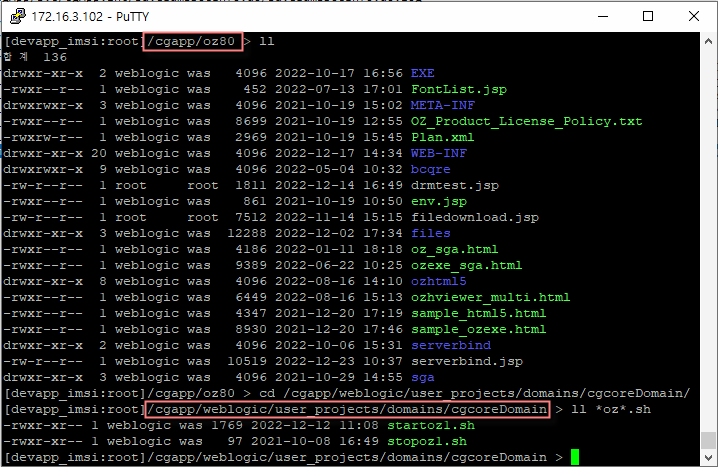 172.16.3.102 - PuTTY
[devapp_imsi:root]/cgapp/oz80 > ll
합계 136
drwxr-xr-x 2 weblogic was 4096 2022-10-17 16:56 EXE
-rwxr--r-- 1 weblogic was 452 2022-07-13 17:01 FontList.jsp
drwxrwxr-x 3 weblogic was 4096 2021-10-19 15:02 META-INF
-rwxr--r-- 1 weblogic was 8699 2021-10-19 12:55 OZ_Product_License_Policy.txt
-rwxrw-r-- 1 weblogic was 2969 2021-10-19 15:45 Plan.xml
drwxr-xr-x 20 weblogic was 4096 2022-12-17 14:34 WEB-INF
drwxrwxr-x 9 weblogic was 4096 2022-05-04 10:32 bcqre
-rw-r--r-- 1 root root 1811 2022-12-14 16:49 drmtest.jsp
-rwxr--r-- 1 weblogic was 861 2021-10-19 10:50 env.jsp
-rw-r--r-- 1 root root 7512 2022-11-14 15:15 filedownload.jsp
drwxr-xr-x 3 weblogic was 12288 2022-12-02 17:34 files
-rwxr--r-- 1 weblogic was 4186 2022-01-11 18:18 oz_sga.html
-rwxr--r-- 1 weblogic was 9389 2022-06-22 10:25 ozexe_sga.html
drwxr-xr-x 8 weblogic was 4096 2022-08-16 14:10 ozhtml5
-rwxr--r-- 1 weblogic was 6449 2022-08-16 15:13 ozhviewer_multi.html
-rwxr--r-- 1 weblogic was 4347 2021-12-20 17:19 sample_html5.html
-rwxr--r-- 1 weblogic was 8930 2021-12-20 17:46 sample_ozexe.html
drwxr-xr-x 2 weblogic was 4096 2022-10-06 15:31 serverbind
-rw-r--r-- 1 weblogic was 10519 2022-12-23 10:37 serverbind.jsp
drwxr-xr-x 3 weblogic was 4096 2021-10-29 14:55 sga
[devapp_imsi:root]/cgapp/oz80 > cd /cgapp/weblogic/user_projects/domains/cgcoreDomain/
[devapp_imsi:root]/cgapp/weblogic/user_projects/domains/cgcoreDomain > ll *oz*.sh
-rwxr-xr-- 1 weblogic was 1769 2022-12-12 11:08 startoz1.sh
-rwxr-xr-x 1 weblogic was 97 2021-10-08 16:49 stopoz1.sh
[devapp_imsi:root]/cgapp/weblogic/user_projects/domains/cgcoreDomain >